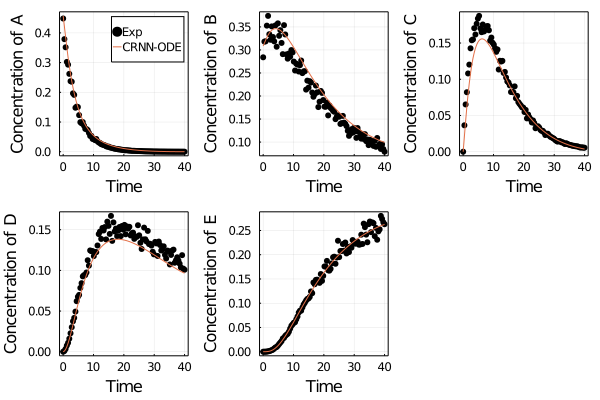 Concentration of A
0.4
0.3
0.2
0.1
0.0
0 10 20 30 40
Time
Exp
CRNN-ODE
Concentration of B
0.35
0.30
0.25
0.20
0.15
0.10
0 10 20 30 40
Time
Concentration of C
0.15
0.10
0.05
0.00
0 10 20 30 40
Time
Concentration of D
0.15
0.10
0.05
0.00
0 10 20 30 40
Time
Concentration of E
0.25
0.20
0.15
0.10
0.05
0.00
0 10 20 30 40
Time